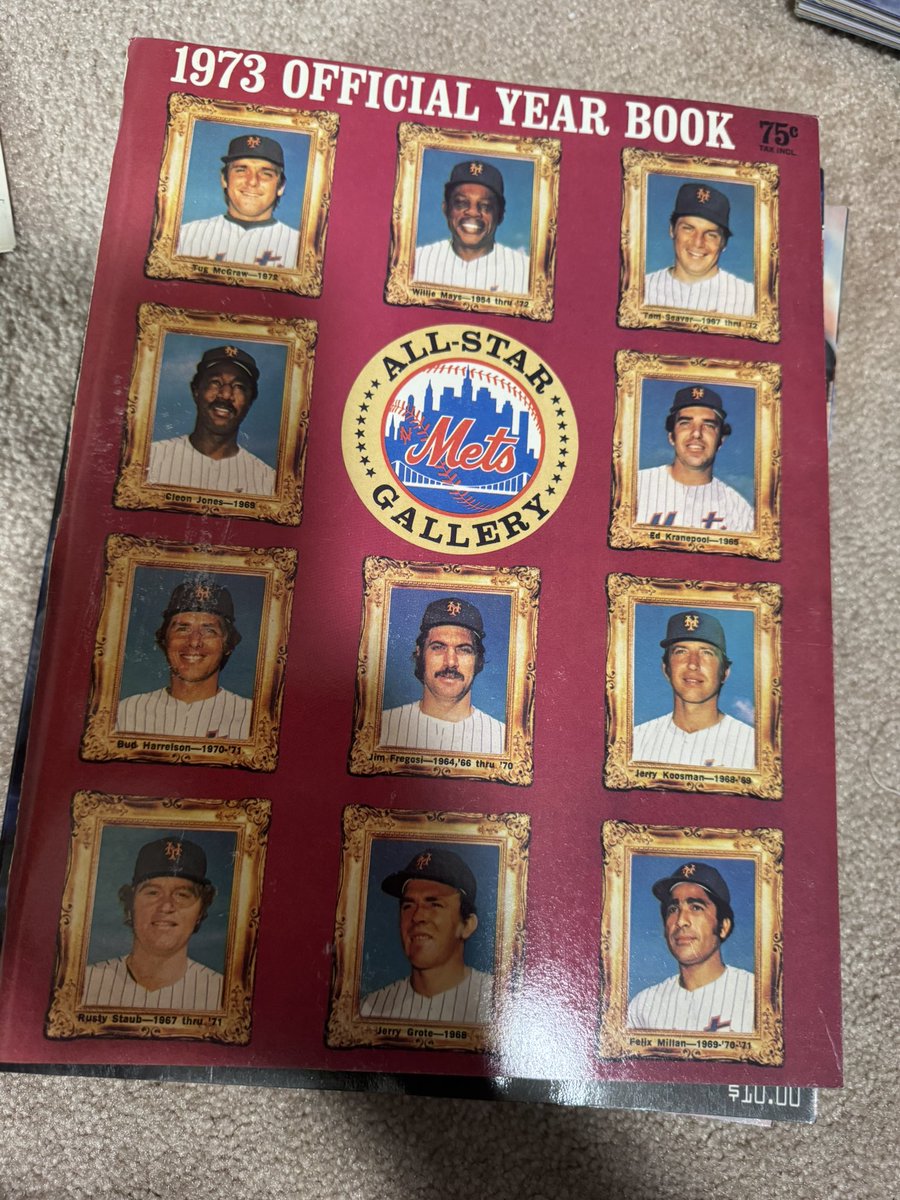 1973 OFFICIAL YEAR BOOK
75¢
TAX INCL.
Tug McGraw—1972
Willie Mays—1954 thru '72
Tom Seaver—1967 thru '72
ALL-STAR
Mets
GALLERY
Cleon Jones—1969
Ed Kranepool—1965
Bud Harrelson—1970-'71
Jim Fregosi—1964,'66 thru '70
Jerry Koosman—1968-'69
Rusty Staub—1967 thru '71
Jerry Grote—1968
Felix Millan—1969-'70-'71
$10.00